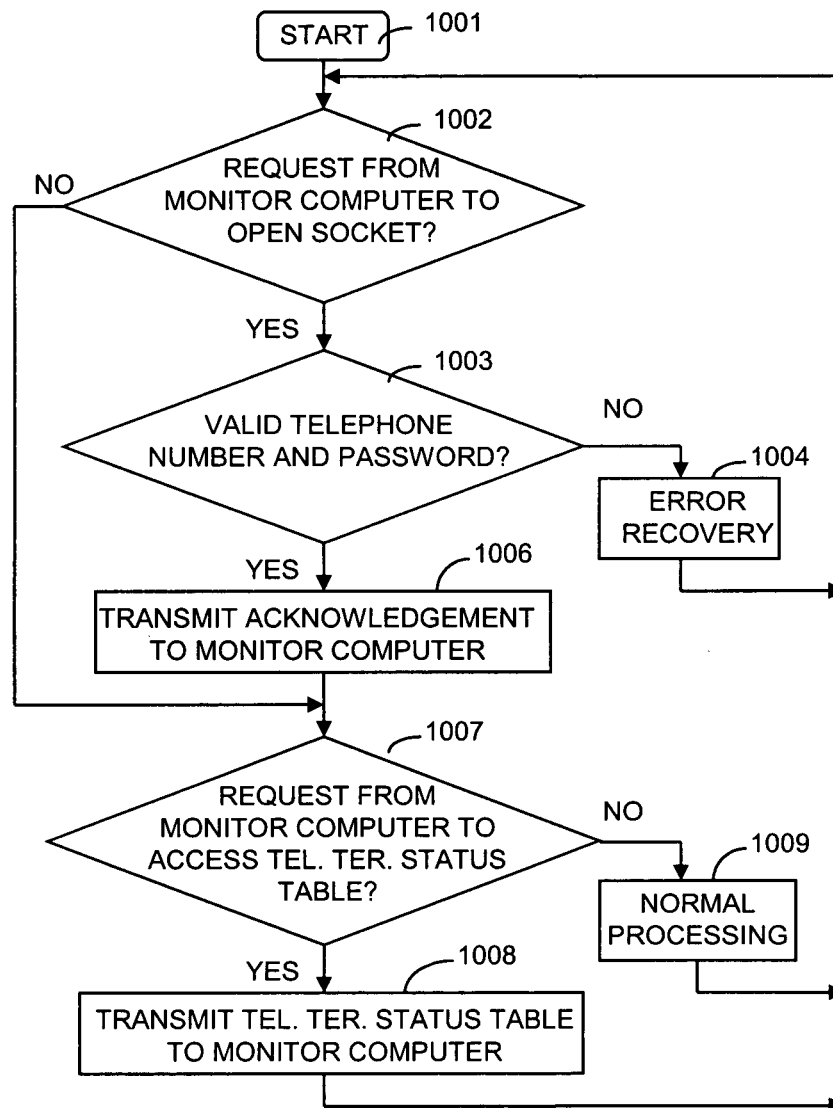 START
1001
1002
REQUEST FROM
MONITOR COMPUTER TO
OPEN SOCKET?
NO
YES
1003
VALID TELEPHONE
NUMBER AND PASSWORD?
NO
1004
ERROR
RECOVERY
YES
1006
TRANSMIT ACKNOWLEDGEMENT
TO MONITOR COMPUTER
1007
REQUEST FROM
MONITOR COMPUTER TO
ACCESS TEL. TER. STATUS
TABLE?
NO
1009
NORMAL
PROCESSING
YES
1008
TRANSMIT TEL. TER. STATUS TABLE
TO MONITOR COMPUTER